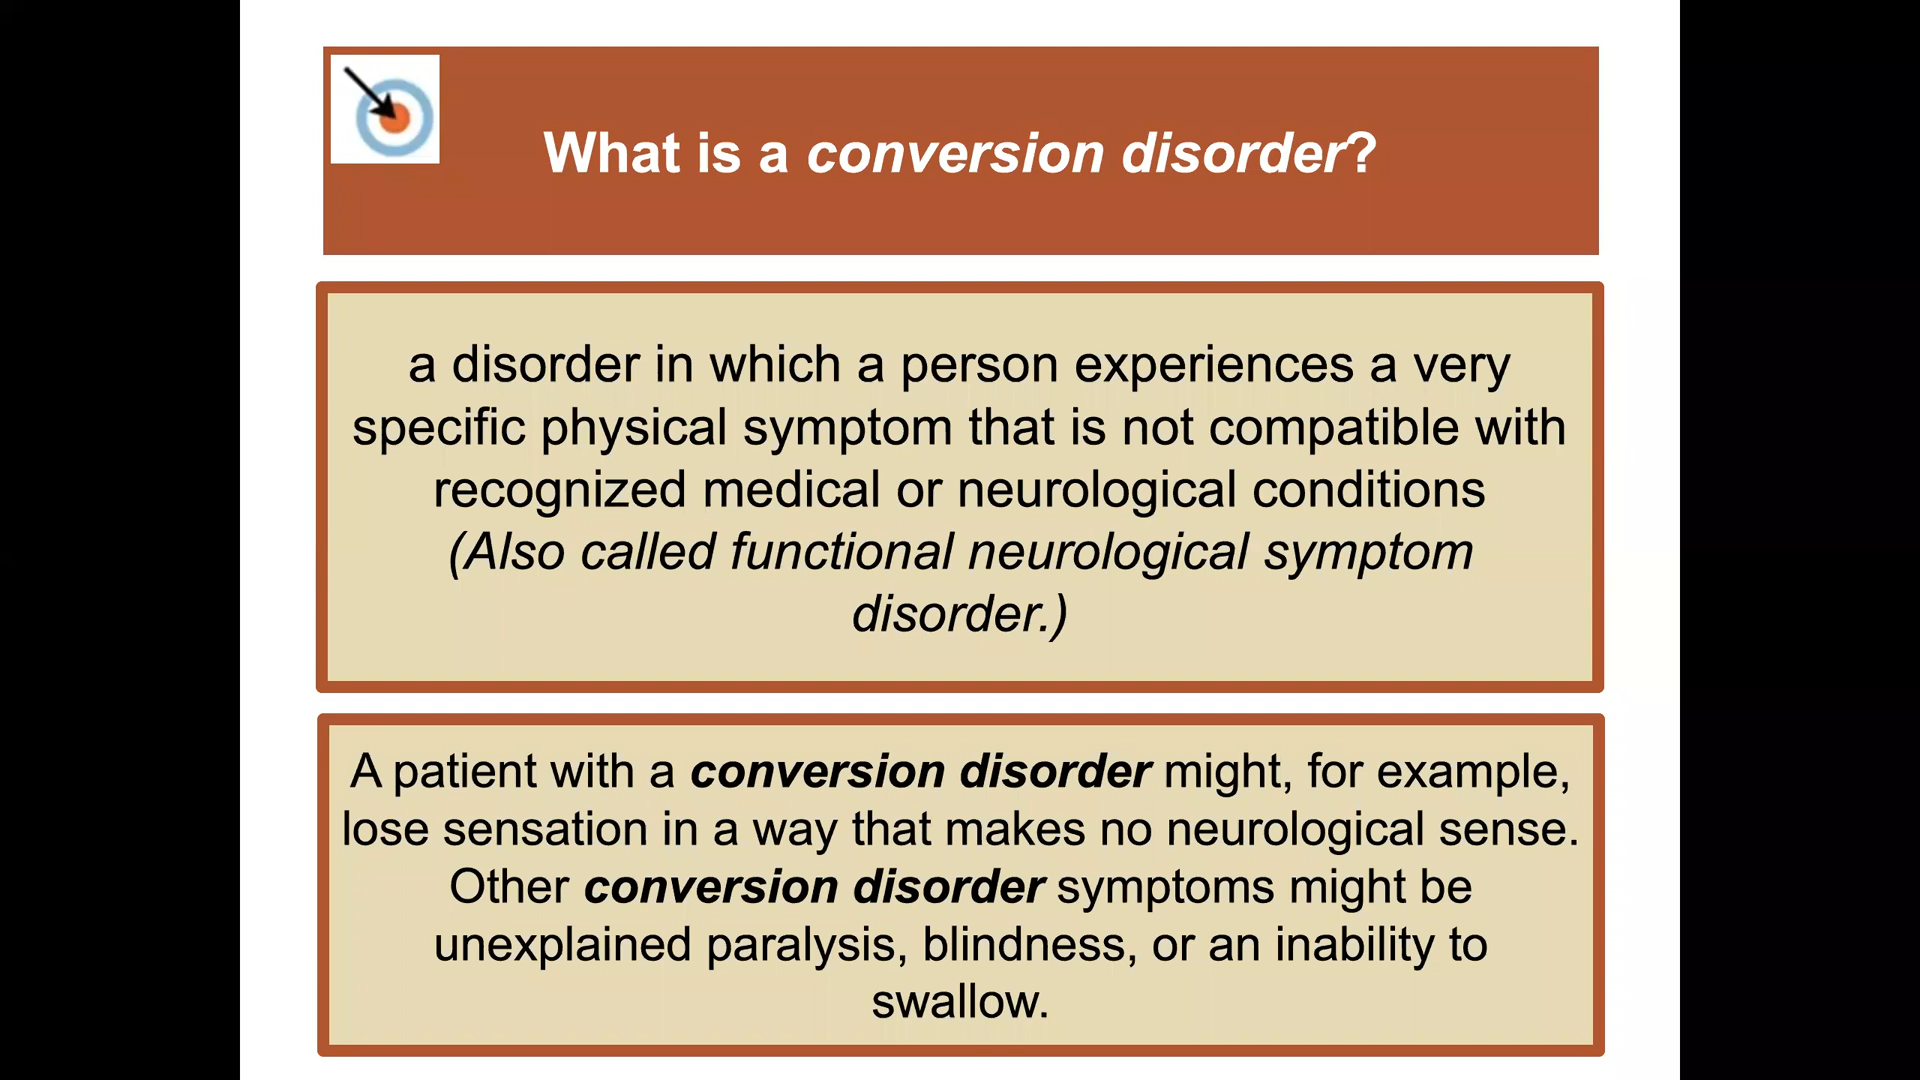 What is a conversion disorder?
a disorder in which a person experiences a very
specific physical symptom that is not compatible with
recognized medical or neurological conditions
(Also called functional neurological symptom
disorder.)
A patient with a conversion disorder might, for example,
lose sensation in a way that makes no neurological sense.
Other conversion disorder symptoms might be
unexplained paralysis, blindness, or an inability to
swallow.